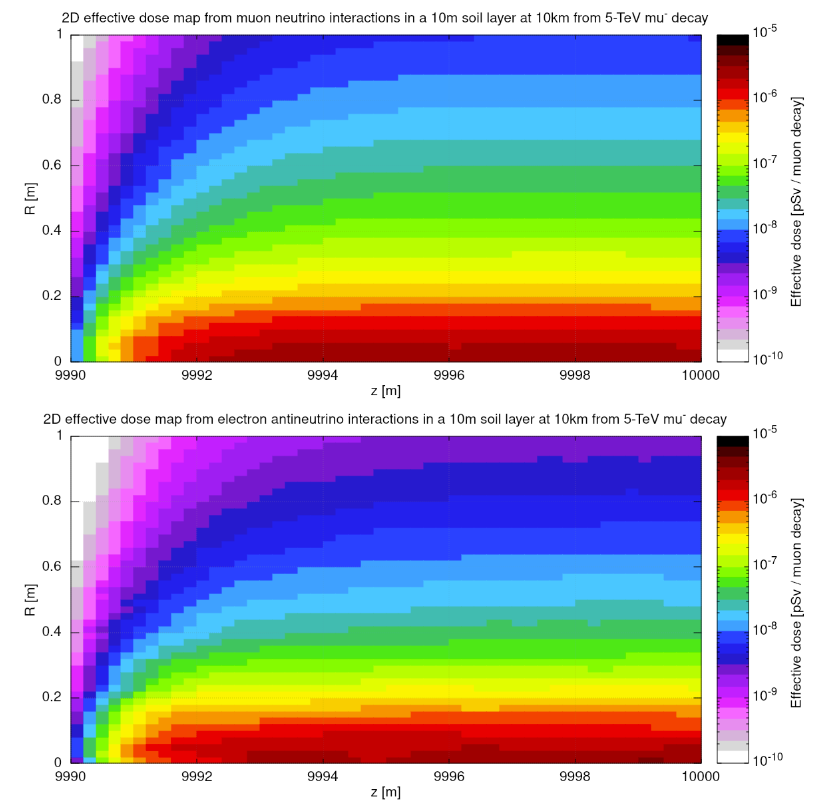 2D effective dose map from muon neutrino interactions in a 10m soil layer at 10km from 5-TeV mu⁻ decay
1
0.8
0.6
0.4
0.2
0
R [m]
9990 9992 9994 9996 9998 10000
z [m]
10⁻⁵
10⁻⁶
10⁻⁷
10⁻⁸
10⁻⁹
10⁻¹⁰
Effective dose [pSv / muon decay]
2D effective dose map from electron antineutrino interactions in a 10m soil layer at 10km from 5-TeV mu⁻ decay
1
0.8
0.6
0.4
0.2
0
R [m]
9990 9992 9994 9996 9998 10000
z [m]
10⁻⁵
10⁻⁶
10⁻⁷
10⁻⁸
10⁻⁹
10⁻¹⁰
Effective dose [pSv / muon decay]